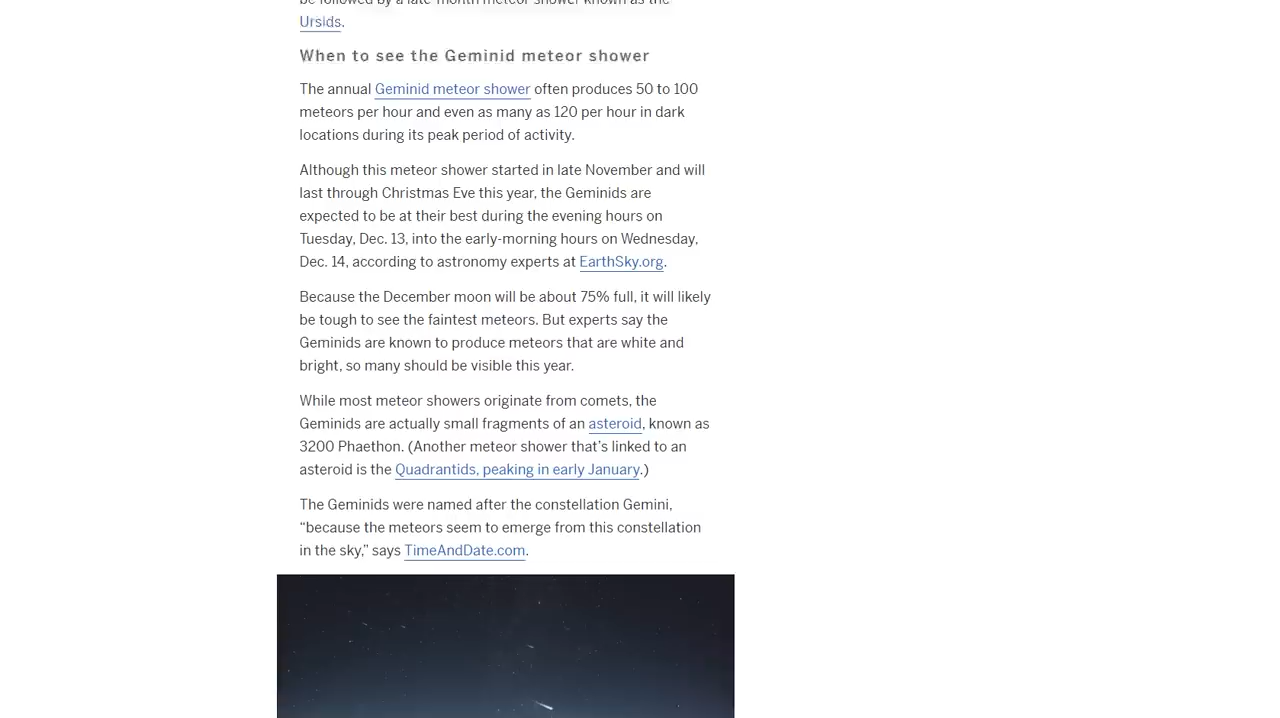 Ursids.
When to see the Geminid meteor shower
The annual Geminid meteor shower often produces 50 to 100
meteors per hour and even as many as 120 per hour in dark
locations during its peak period of activity.
Although this meteor shower started in late November and will
last through Christmas Eve this year, the Geminids are
expected to be at their best during the evening hours on
Tuesday, Dec. 13, into the early-morning hours on Wednesday,
Dec. 14, according to astronomy experts at EarthSky.org.
Because the December moon will be about 75% full, it will likely
be tough to see the faintest meteors. But experts say the
Geminids are known to produce meteors that are white and
bright, so many should be visible this year.
While most meteor showers originate from comets, the
Geminids are actually small fragments of an asteroid, known as
3200 Phaethon. (Another meteor shower that’s linked to an
asteroid is the Quadrantids, peaking in early January.)
The Geminids were named after the constellation Gemini,
“because the meteors seem to emerge from this constellation
in the sky,” says TimeAndDate.com.